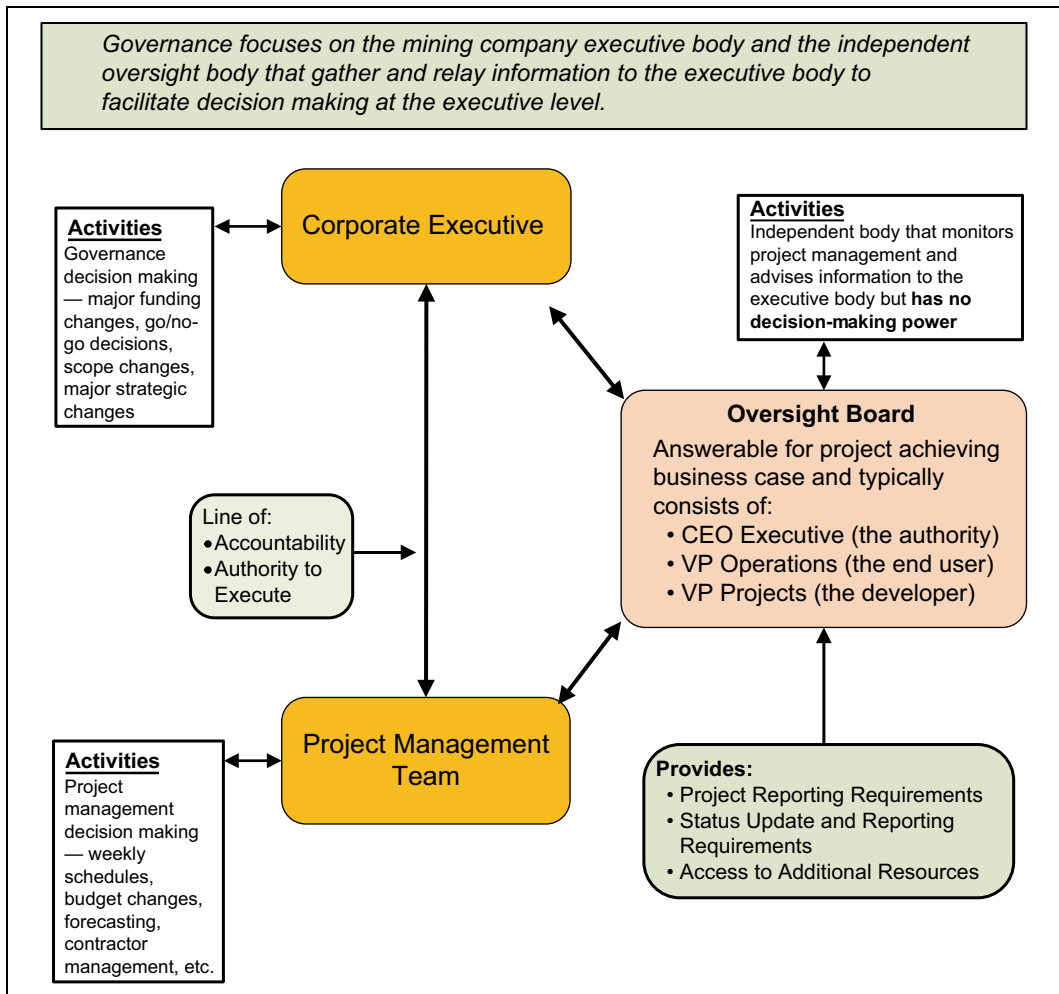 Governance focuses on the mining company executive body and the independent
oversight body that gather and relay information to the executive body to
facilitate decision making at the executive level.
Corporate Executive
Activities
Governance
decision making
— major funding
changes, go/no-
go decisions,
scope changes,
major strategic
changes
Activities
Independent body that monitors
project management and
advises information to the
executive body but has no
decision-making power
Oversight Board
Answerable for project achieving
business case and typically
consists of:
• CEO Executive (the authority)
• VP Operations (the end user)
• VP Projects (the developer)
Line of:
•Accountability
•Authority to
Execute
Project Management
Team
Activities
Project
management
decision making
— weekly
schedules,
budget changes,
forecasting,
contractor
management, etc.
Provides:
• Project Reporting Requirements
• Status Update and Reporting
Requirements
• Access to Additional Resources